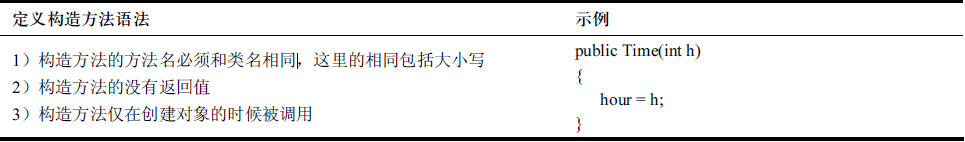 定义构造方法语法
示例
1）构造方法的方法名必须和类名相同，这里的相同包括大小写
2）构造方法的没有返回值
3）构造方法仅在创建对象的时候被调用
public Time(int h)
{
hour = h;
}